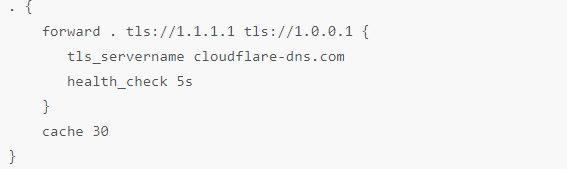 . {
    forward . tls://1.1.1.1 tls://1.0.0.1 {
       tls_servername cloudflare-dns.com
       health_check 5s
    }
    cache 30
}